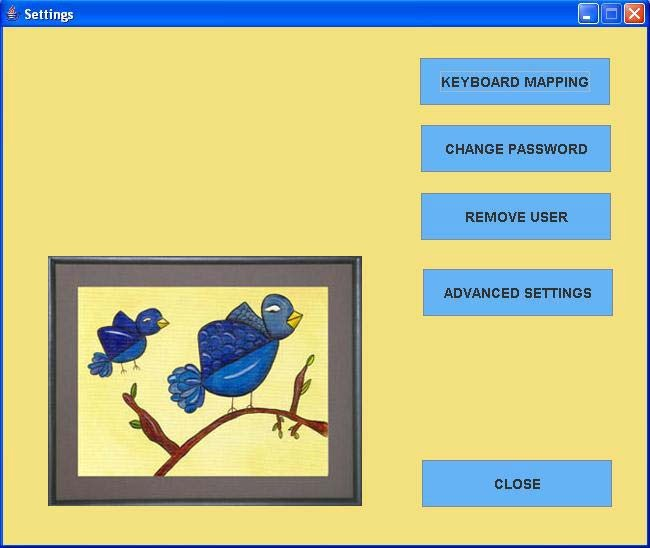 Settings
KEYBOARD MAPPING
CHANGE PASSWORD
REMOVE USER
ADVANCED SETTINGS
CLOSE